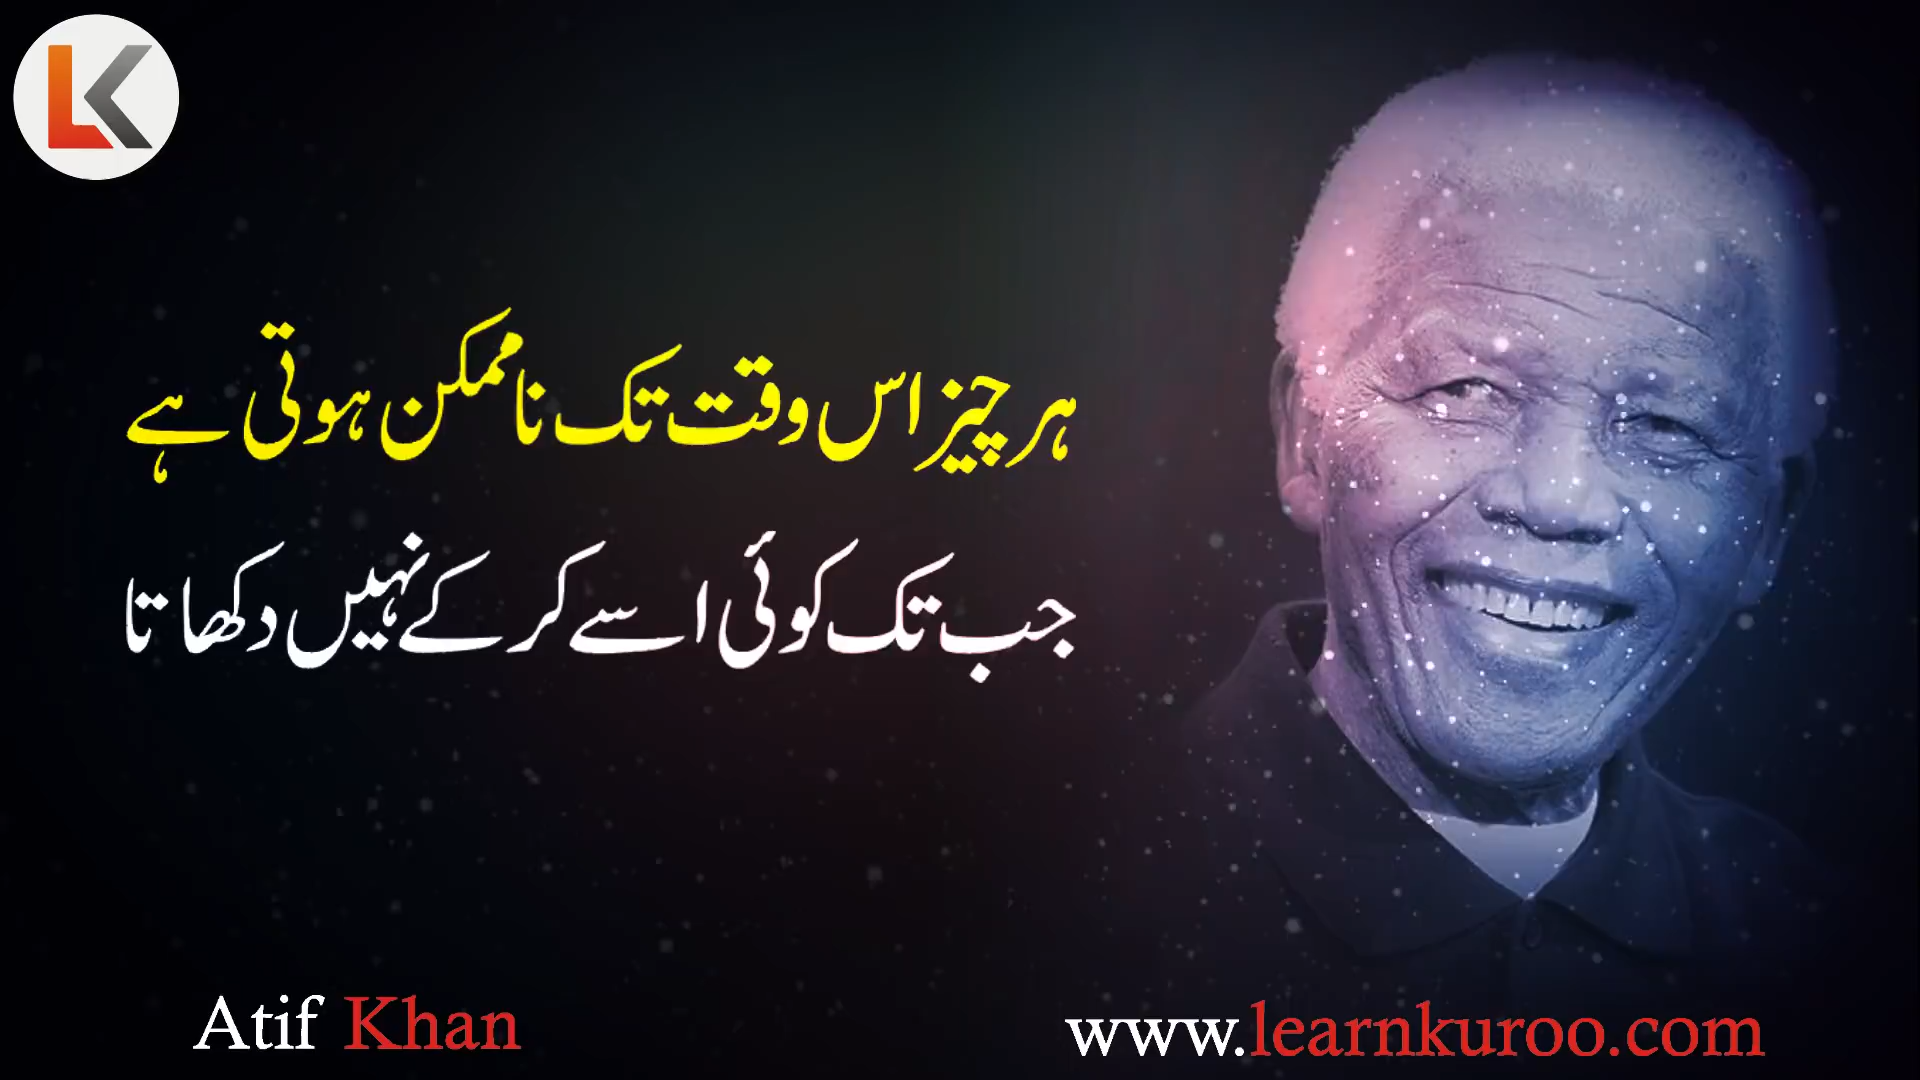 LK
ہر چیز اس وقت تک ناممکن ہوتی ہے
جب تک کوئی اسے کر کے نہیں دکھاتا
Atif Khan
www.learnkuroo.com